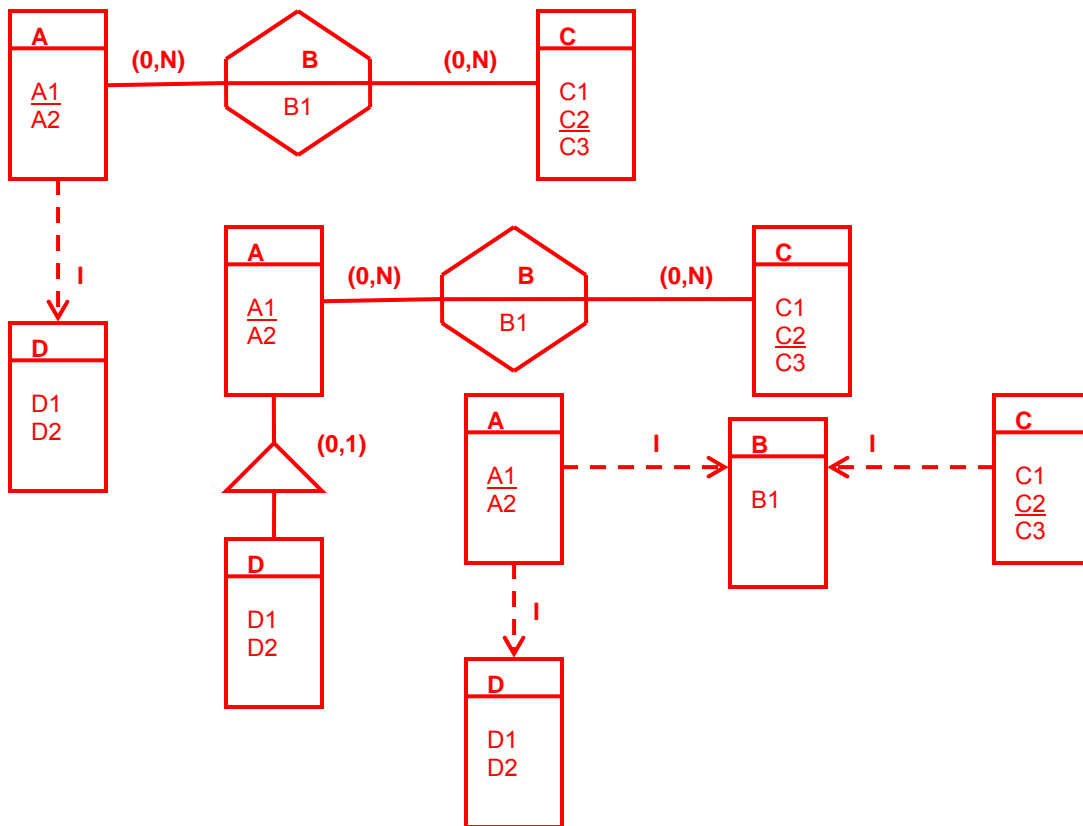 A
(0,N)
B
(0,N)
C
A1
A2
B1
C1
C2
C3
I
D
D1
D2
A
(0,N)
B
(0,N)
C
A1
A2
B1
C1
C2
C3
(0,1)
D
D1
D2
A
I
B
I
C
A1
A2
B1
C1
C2
C3
I
D
D1
D2